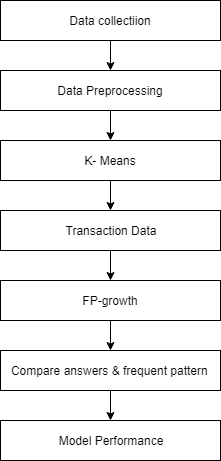 Data collectiion
Data Preprocessing
K- Means
Transaction Data
FP-growth
Compare answers & frequent pattern
Model Performance